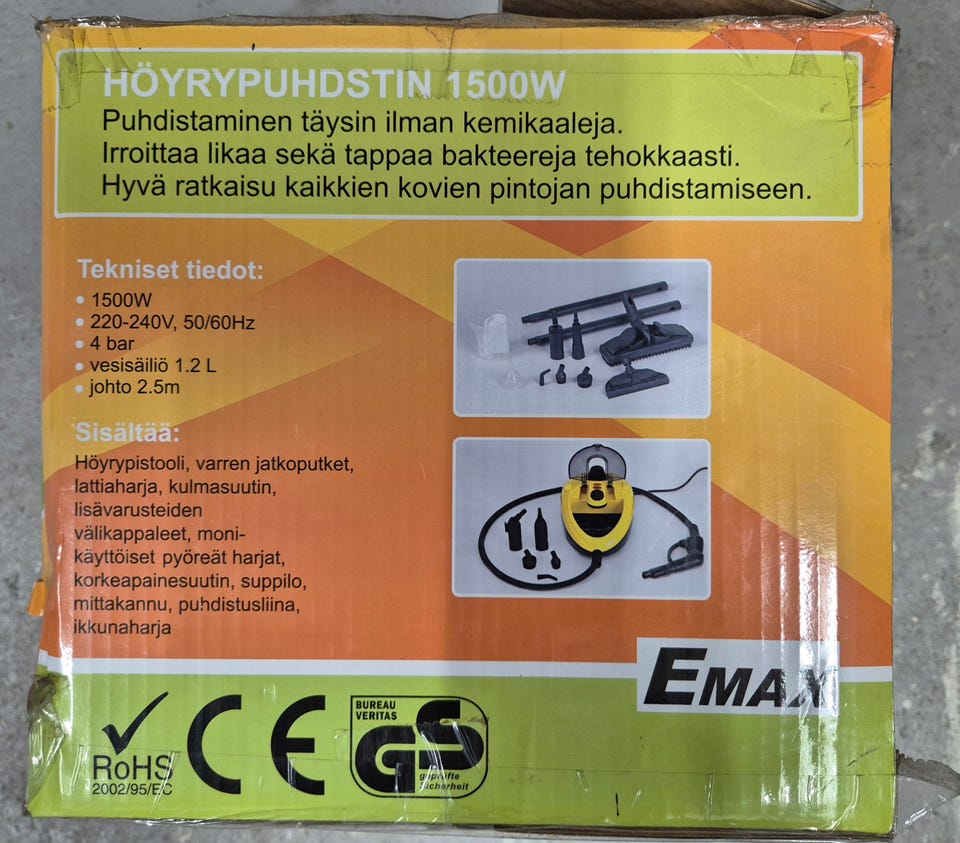 HÖYRYPUHDSTIN 1500W
Puhdistaminen täysin ilman kemikaaleja.
Irroittaa likaa sekä tappaa bakteereja tehokkaasti.
Hyvä ratkaisu kaikkien kovien pintojan puhdistamiseen.
Tekniset tiedot:
• 1500W
• 220-240V, 50/60Hz
• 4 bar
• vesisäiliö 1.2 L
• johto 2.5m
Sisältää:
Höyrypistooli, varren jatkoputket,
lattiaharja, kulmasuutin,
lisävarusteiden
välikappaleet, moni-
käyttöiset pyöreät harjat,
korkeapainesuutin, suppilo,
mittakannu, puhdistusliina,
ikkunaharja
EMAX
RoHS
2002/95/EC
CE
BUREAU
VERITAS
GS
geprüfte
Sicherheit